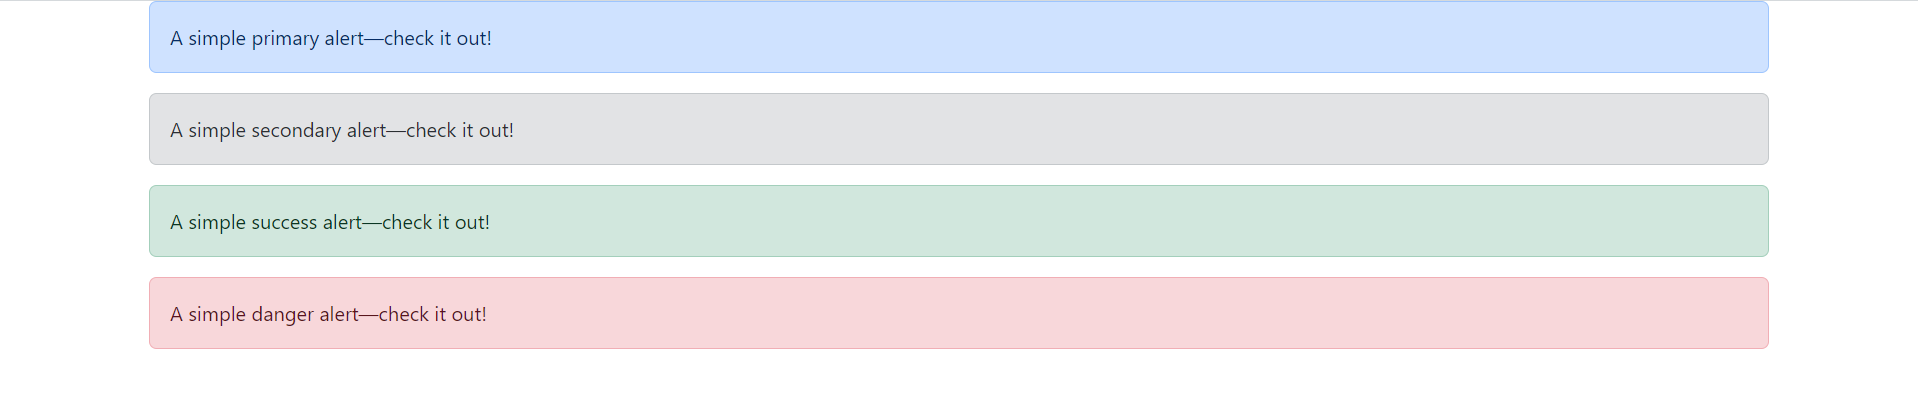 A simple primary alert—check it out!
A simple secondary alert—check it out!
A simple success alert—check it out!
A simple danger alert—check it out!